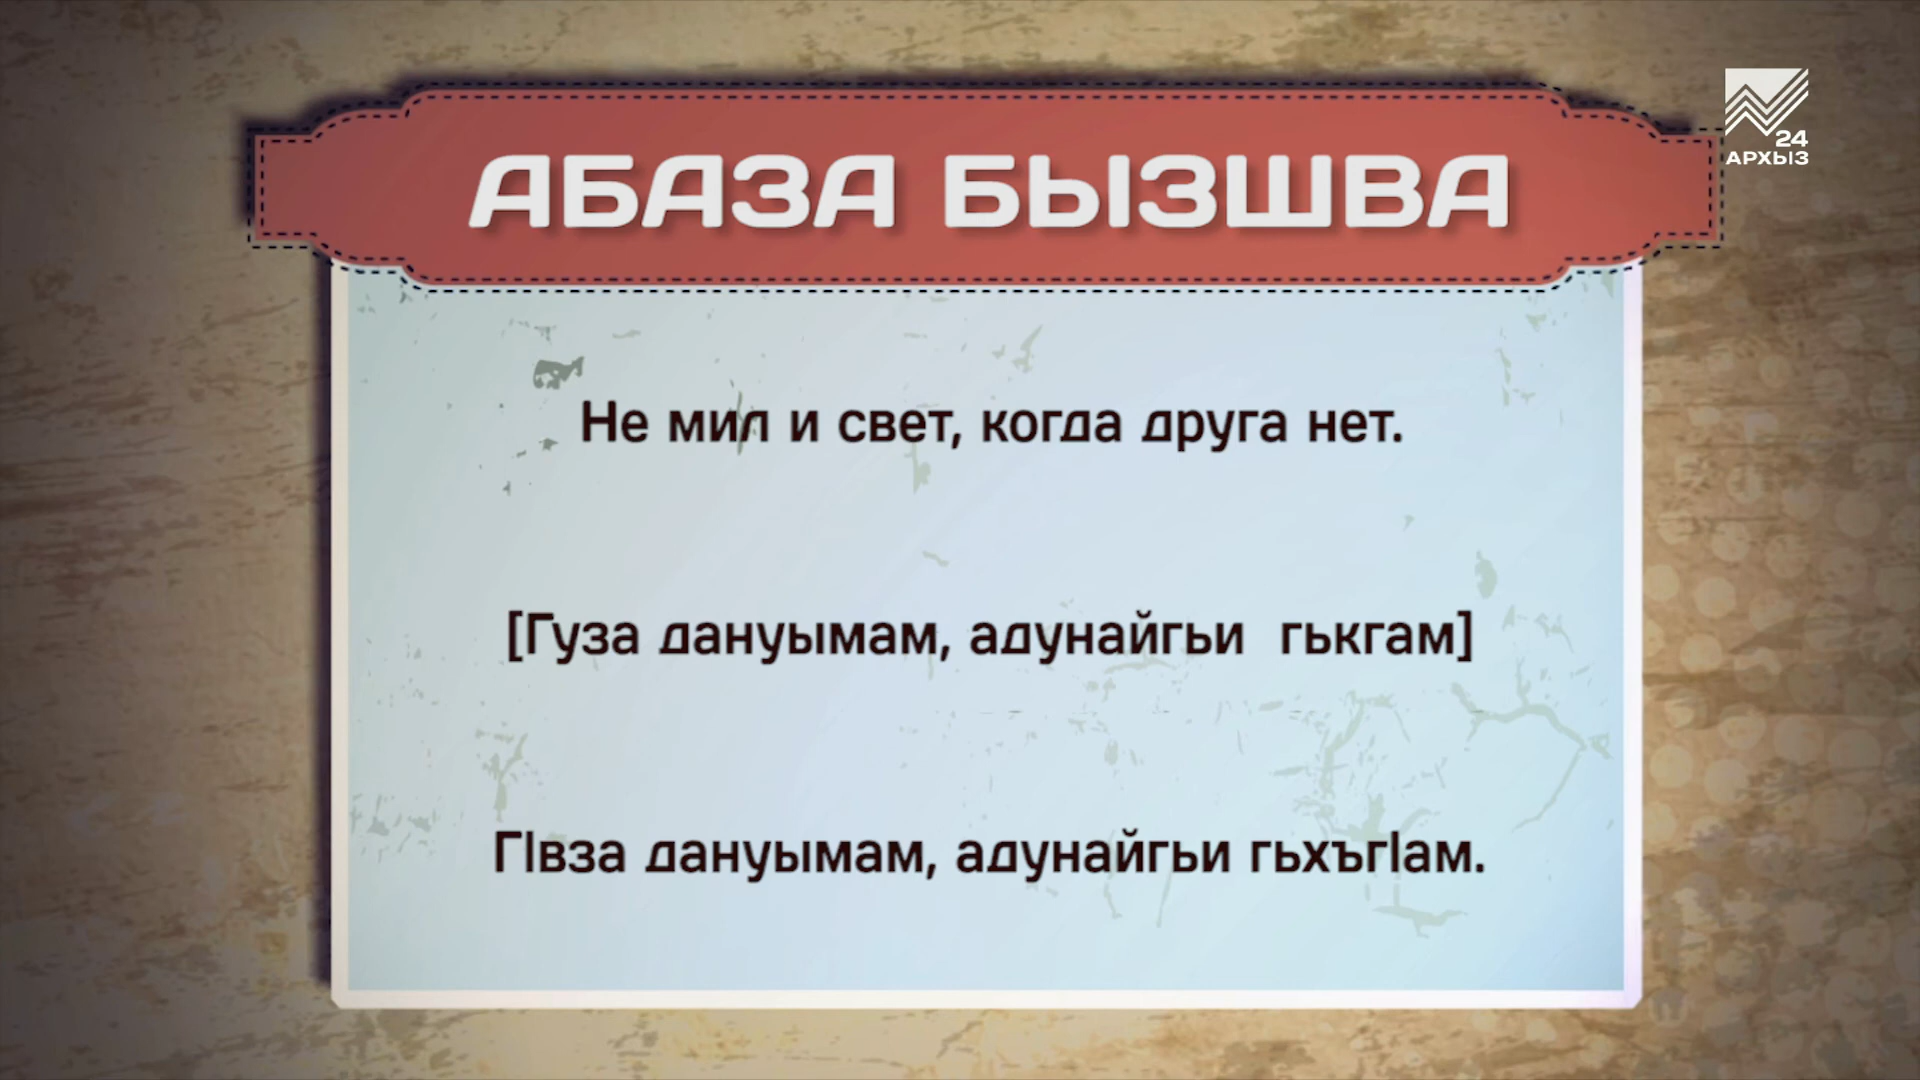 АБАЗА БЫЗШВА
24
АРХЫЗ
Не мил и свет, когда друга нет.
[Гуза дануымам, адунайгьи гькгам]
ГӀвза дануымам, адунайгьи гьхъгӀам.